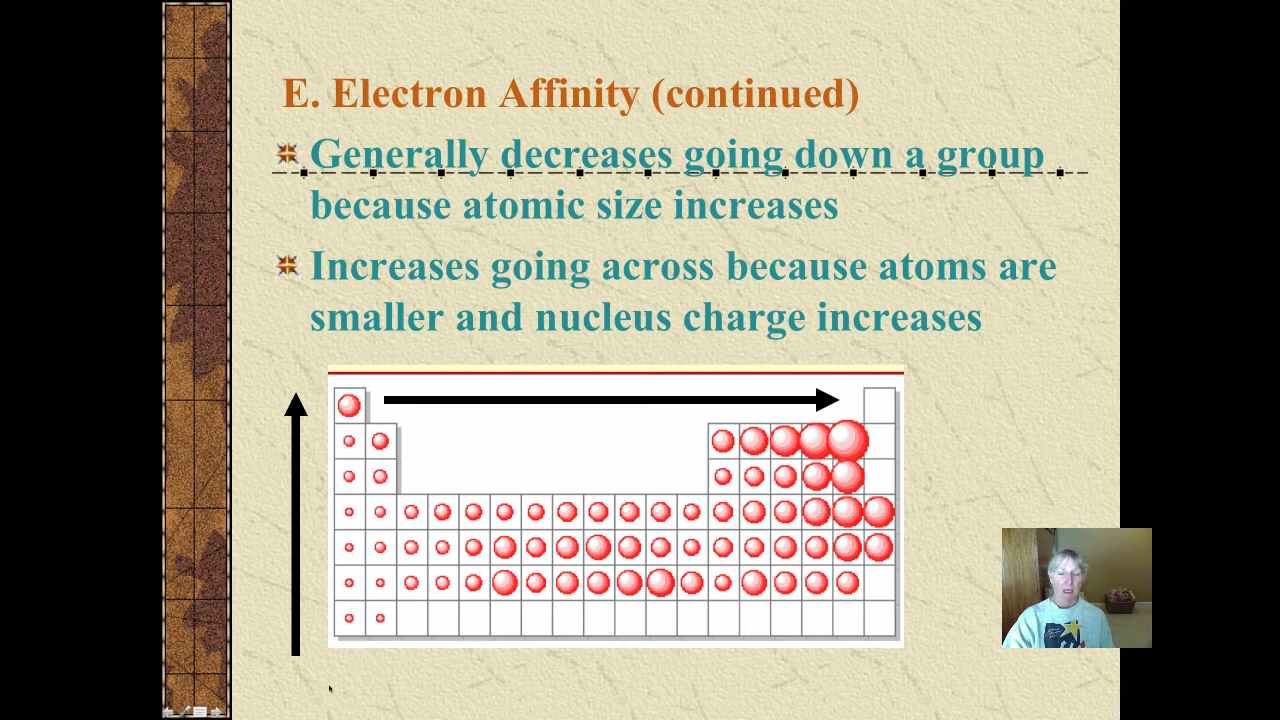 E. Electron Affinity (continued)
Generally decreases going down a group
because atomic size increases
Increases going across because atoms are
smaller and nucleus charge increases